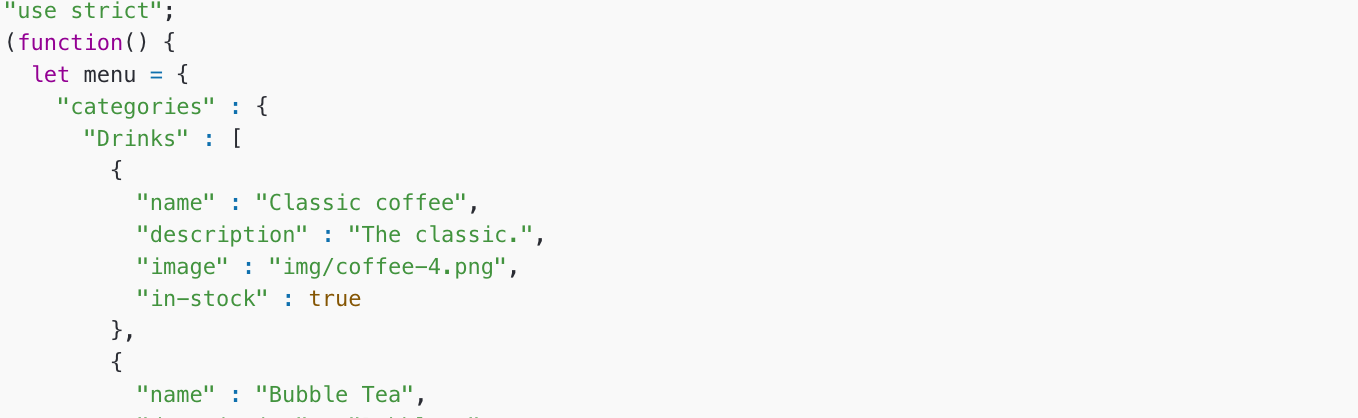 "use strict";
(function() {
let menu = {
"categories" : {
"Drinks" : [
{
"name" : "Classic coffee",
"description" : "The classic.",
"image" : "img/coffee-4.png",
"in-stock" : true
},
{
"name" : "Bubble Tea",